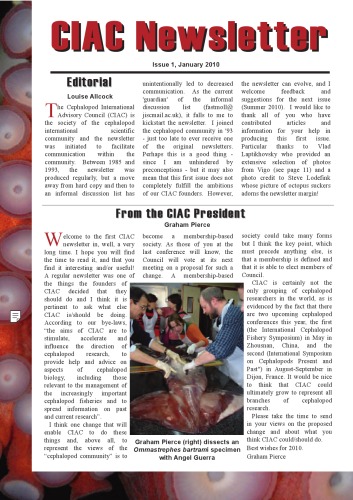 CIAC Newsletter
Issue 1, January 2010
Editorial
Louise Allcock
The Cephalopod International
Advisory Council (CIAC) is
the society of the cephalopod
international scientific
community and the newsletter
was initiated to facilitate
communication within the
community. Between 1985 and
1993, the newsletter was
produced regularly, but a move
away from hard copy and then to
an informal discussion list has
unintentionally led to decreased
communication. As the current
'guardian' of the informal
discussion list (fastmoll@
jiscmail.ac.uk), it falls to me to
kickstart the newsletter. I joined
the cephalopod community in '93
- just too late to ever receive one
of the original newsletters.
Perhaps this is a good thing -
since I am unhindered by
preconceptions - but it may also
mean that this first issue does not
completely fulfill the ambitions
of our CIAC founders. However,
the newsletter can evolve, and I
welcome feedback and
suggestions for the next issue
(Summer 2010). I would like to
thank all of you who have
contributed articles and
information for your help in
producing this first issue.
Particular thanks to Vlad
Laptikhovsky who provided an
extensive selection of photos
from Vigo (see page 11) and a
photo credit to Steve Lodefink
whose picture of octopus suckers
adorns the newsletter margin!
From the CIAC President
Graham Pierce
Welcome to the first CIAC
newsletter in, well, a very
long time. I hope you will find
the time to send it, and that you
find it interesting and/or useful!
A regular newsletter was one of
the things the founders of
CIAC decided that they
should do and I think it is
pertinent to ask what else
CIAC is/should be doing.
According to our bye-laws,
"the aims of CIAC are to
stimulate, accelerate and
influence the direction of
cephalopod research, to
provide help and advice on
aspects of cephalopod
biology, including those
relevant to the management of
the increasingly important
cephalopod fisheries and to
spread information on past
and current research".
I think one change that will
enable CIAC to do these
things and, above all, to
represent the views of the
"cephalopod community" is to
become a membership-based
society. As those of you at the
last conference will know, the
Council will vote at its next
meeting on a proposal for such a
change. A membership-based
society could take many forms
but I think the key point, which
must precede anything else, is
that a membership is defined and
that it is able to elect members of
Council.
CIAC is certainly not the
only grouping of cephalopod
researchers in the world, as is
evidenced by the fact that there
are two upcoming cephalopod
conferences this year, the first
(the International Cephalopod
Fishery Symposium) in May in
Zhoushan, China, and the
second (International Symposium
on Cephalopods Present and
Past") in August-September in
Dijon, France. It would be nice
to think that CIAC could
ultimately grow to represent all
branches of cephalopod
research.
Please take the time to send
in your views on the proposed
change and about what you
think CIAC could/should do.
Best wishes for 2010.
Graham Pierce
Graham Pierce (right) dissects an
Ommastrephes bartrami specimen
with Angel Guerra